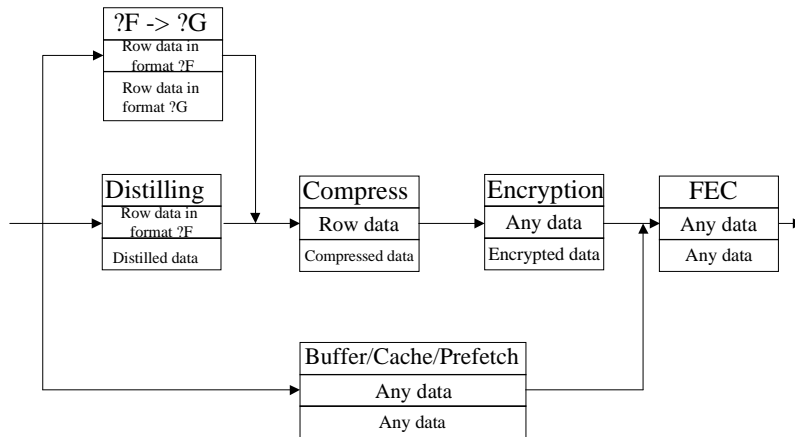 ?F -> ?G
Row data in
format ?F
Row data in
format ?G
Distilling
Row data in
format ?F
Distilled data
Compress
Row data
Compressed data
Encryption
Any data
Encrypted data
FEC
Any data
Any data
Buffer/Cache/Prefetch
Any data
Any data